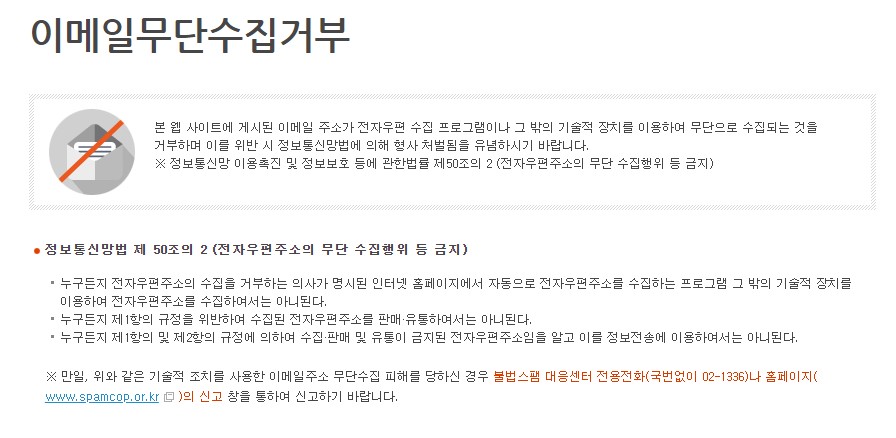 이메일무단수집거부
본 웹 사이트에 게시된 이메일 주소가 전자우편 수집 프로그램이나 그 밖의 기술적 장치를 이용하여 무단으로 수집되는 것을
거부하며 이를 위반 시 정보통신망법에 의해 형사 처벌됨을 유념하시기 바랍니다.
※ 정보통신망 이용촉진 및 정보보호 등에 관한법률 제50조의 2 (전자우편주소의 무단 수집행위 등 금지)
정보통신망법 제 50조의 2 (전자우편주소의 무단 수집행위 등 금지)
누구든지 전자우편주소의 수집을 거부하는 의사가 명시된 인터넷 홈페이지에서 자동으로 전자우편주소를 수집하는 프로그램 그 밖의 기술적 장치를
이용하여 전자우편주소를 수집하여서는 아니된다.
누구든지 제1항의 규정을 위반하여 수집된 전자우편주소를 판매·유통하여서는 아니된다.
누구든지 제1항의 및 제2항의 규정에 의하여 수집·판매 및 유통이 금지된 전자우편주소임을 알고 이를 정보전송에 이용하여서는 아니된다.
※ 만일, 위와 같은 기술적 조치를 사용한 이메일주소 무단수집 피해를 당하신 경우 불법스팸 대응센터 전용전화(국번없이 02-1336)나 홈페이지(
www.spamcop.or.kr )의 신고 창을 통하여 신고하기 바랍니다.